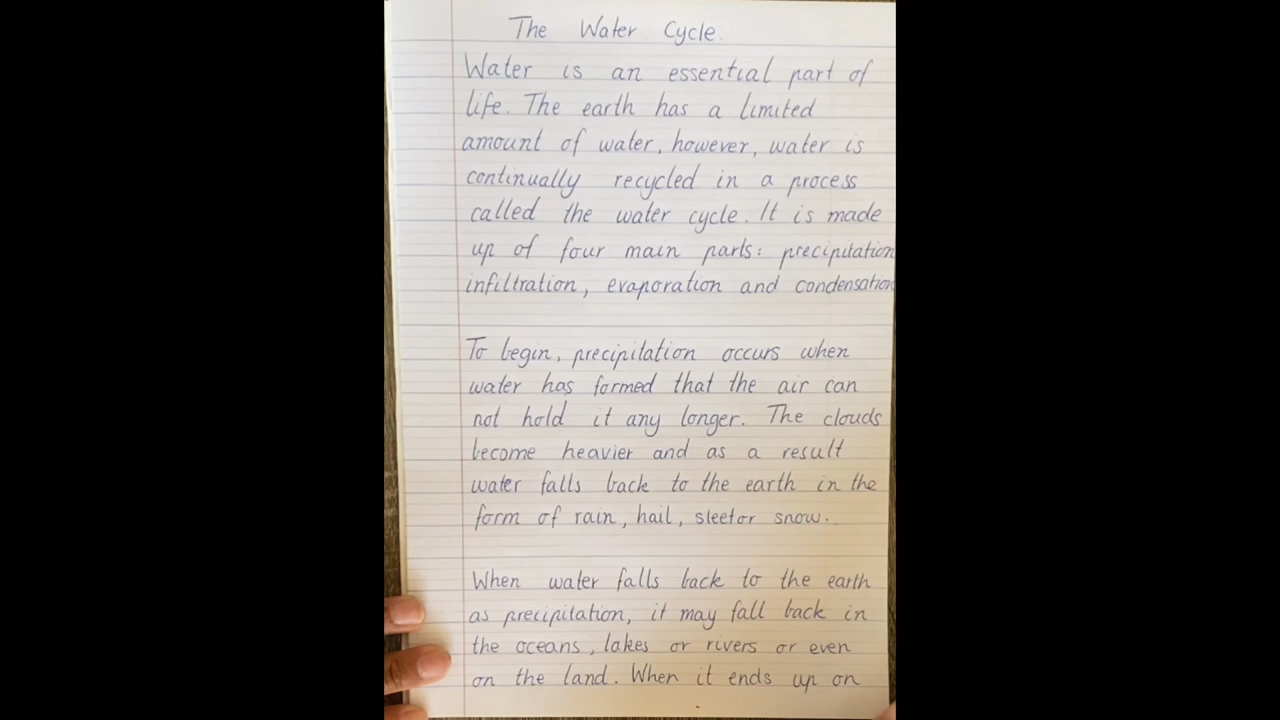 The Water Cycle.
Water is an essential part of
life. The earth has a limited
amount of water, however, water is
continually recycled in a process
called the water cycle. It is made
up of four main parts: precipitation
infiltration, evaporation and condensation
To begin, precipitation occurs when
water has formed that the air can
not hold it any longer. The clouds
become heavier and as a result
water falls back to the earth in the
form of rain, hail, sleet or snow.
When water falls back to the earth
as precipitation, it may fall back in
the oceans, lakes or rivers or even
on the land. When it ends up on